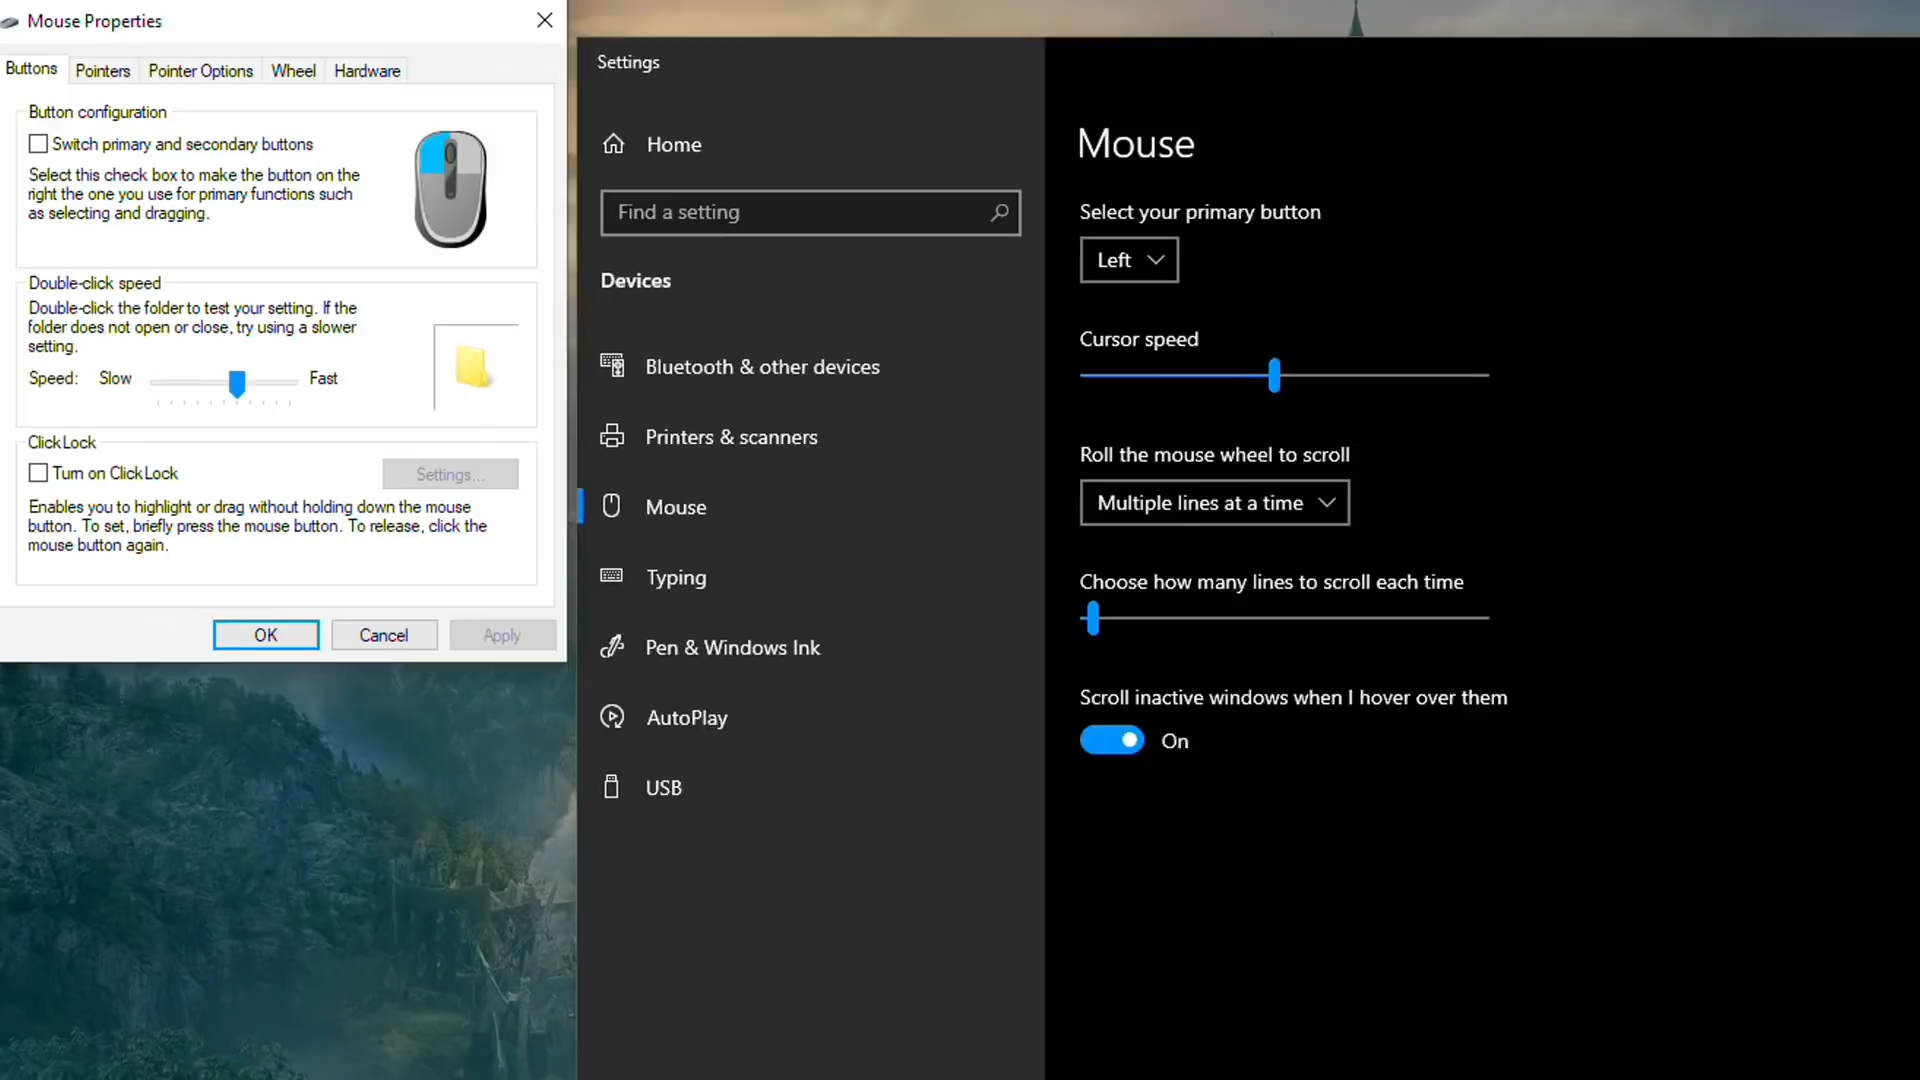 Mouse Properties
Buttons
Pointers
Pointer Options
Wheel
Hardware
Button configuration
Switch primary and secondary buttons
Select this check box to make the button on the
right the one you use for primary functions such
as selecting and dragging.
Double-click speed
Double-click the folder to test your setting. If the
folder does not open or close, try using a slower
setting.
Speed: Slow Fast
ClickLock
Turn on ClickLock
Settings...
Enables you to highlight or drag without holding down the mouse
button. To set, briefly press the mouse button. To release, click the
mouse button again.
OK
Cancel
Apply
Settings
Home
Find a setting
Devices
Bluetooth & other devices
Printers & scanners
Mouse
Typing
Pen & Windows Ink
AutoPlay
USB
Mouse
Select your primary button
Left
Cursor speed
Roll the mouse wheel to scroll
Multiple lines at a time
Choose how many lines to scroll each time
Scroll inactive windows when I hover over them
On